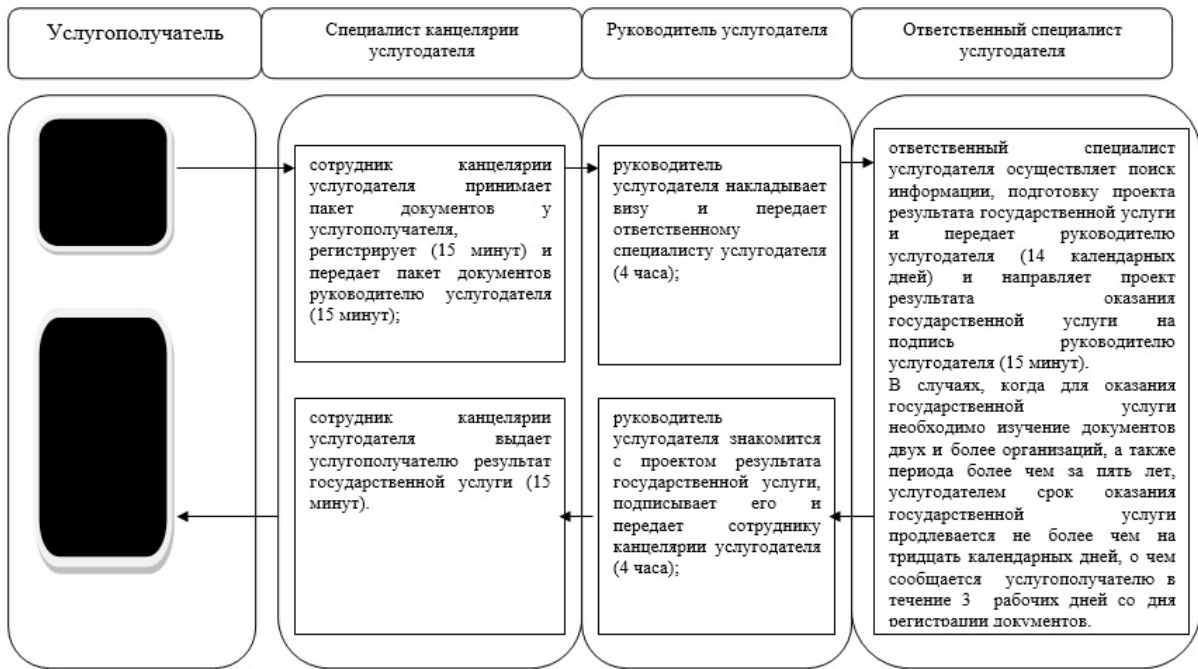 Услугополучатель
Специалист канцелярии
услугодателя
Руководитель услугодателя
Ответственный специалист
услугодателя
сотрудник канцелярии
услугодателя принимает
пакет документов у
услугополучателя,
регистрирует (15 минут) и
передает пакет документов
руководителю услугодателя
(15 минут);
руководитель
услугодателя накладывает
визу и передает
ответственному
специалисту услугодателя
(4 часа);
ответственный специалист
услугодателя осуществляет поиск
информации, подготовку проекта
результата государственной услуги
и передает руководителю
услугодателя (14 календарных
дней) и направляет проект
результата оказания
государственной услуги на
подпись руководителю
услугодателя (15 минут).
В случаях, когда для оказания
государственной услуги
необходимо изучение документов
двух и более организаций, а также
периода более чем за пять лет,
услугодателем срок оказания
государственной услуги
продлевается не более чем на
тридцать календарных дней, о чем
сообщается услугополучателю в
течение 3 рабочих дней со дня
регистрации документов.
сотрудник канцелярии
услугодателя выдает
услугополучателю результат
государственной услуги (15
минут).
руководитель
услугодателя знакомится
с проектом результата
государственной услуги,
подписывает его и
передает сотруднику
канцелярии услугодателя
(4 часа);